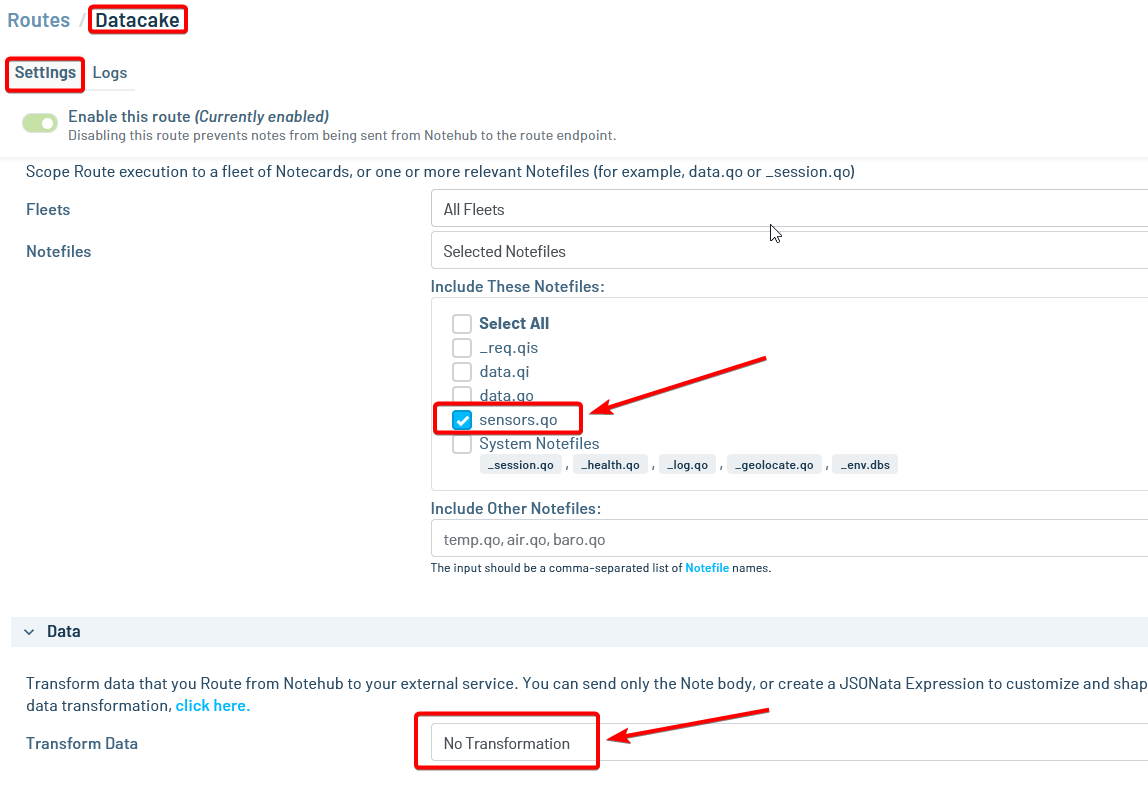 Routes / Datacake
Settings Logs
Enable this route (Currently enabled)
Disabling this route prevents notes from being sent from Notehub to the route endpoint.
Scope Route execution to a fleet of Notecards, or one or more relevant Notefiles (for example, data.qo or _session.qo)
Fleets All Fleets
Notefiles Selected Notefiles
Include These Notefiles:
Select All
_req.qis
data.qi
data.qo
sensors.qo
System Notefiles
_session.qo , _health.qo , _log.qo , _geolocate.qo , _env.dbs
Include Other Notefiles:
temp.qo, air.qo, baro.qo
The input should be a comma-separated list of Notefile names.
Data
Transform data that you Route from Notehub to your external service. You can send only the Note body, or create a JSONata Expression to customize and shap
data transformation, click here.
Transform Data No Transformation